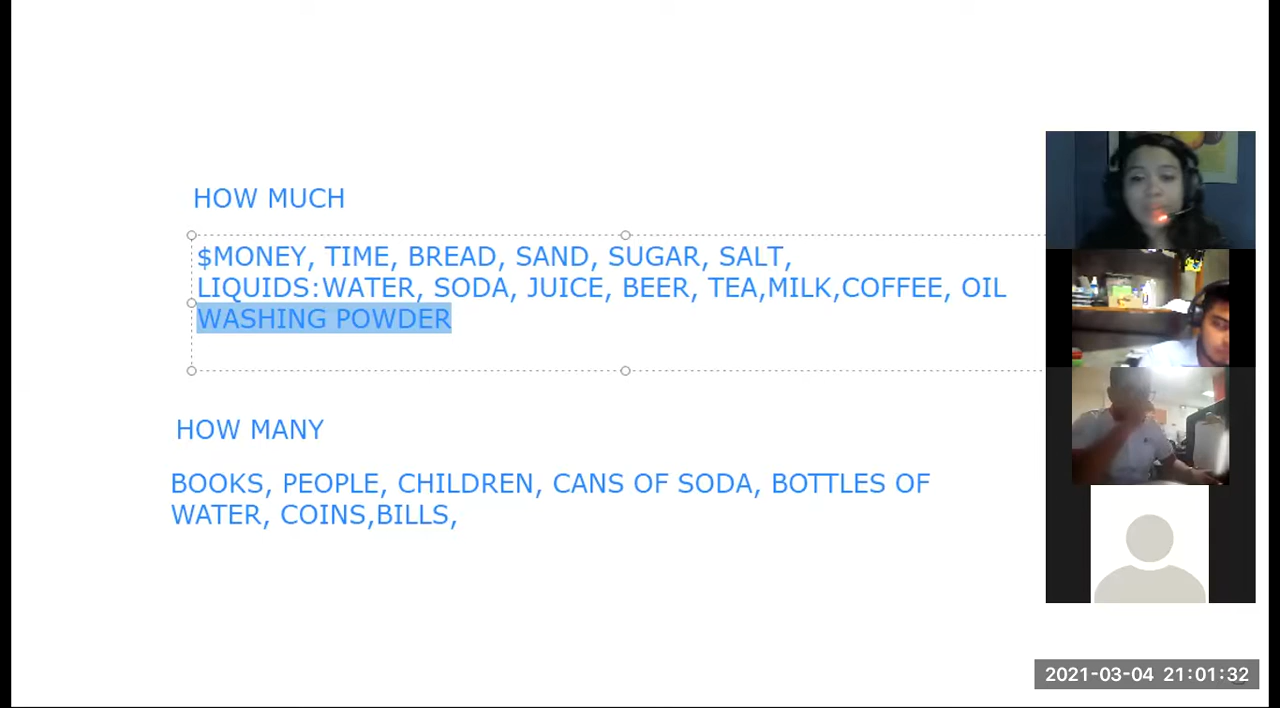 HOW MUCH
$MONEY, TIME, BREAD, SAND, SUGAR, SALT,
LIQUIDS:WATER, SODA, JUICE, BEER, TEA,MILK,COFFEE, OIL
WASHING POWDER
HOW MANY
BOOKS, PEOPLE, CHILDREN, CANS OF SODA, BOTTLES OF
WATER, COINS,BILLS,
2021-03-04 21:01:32